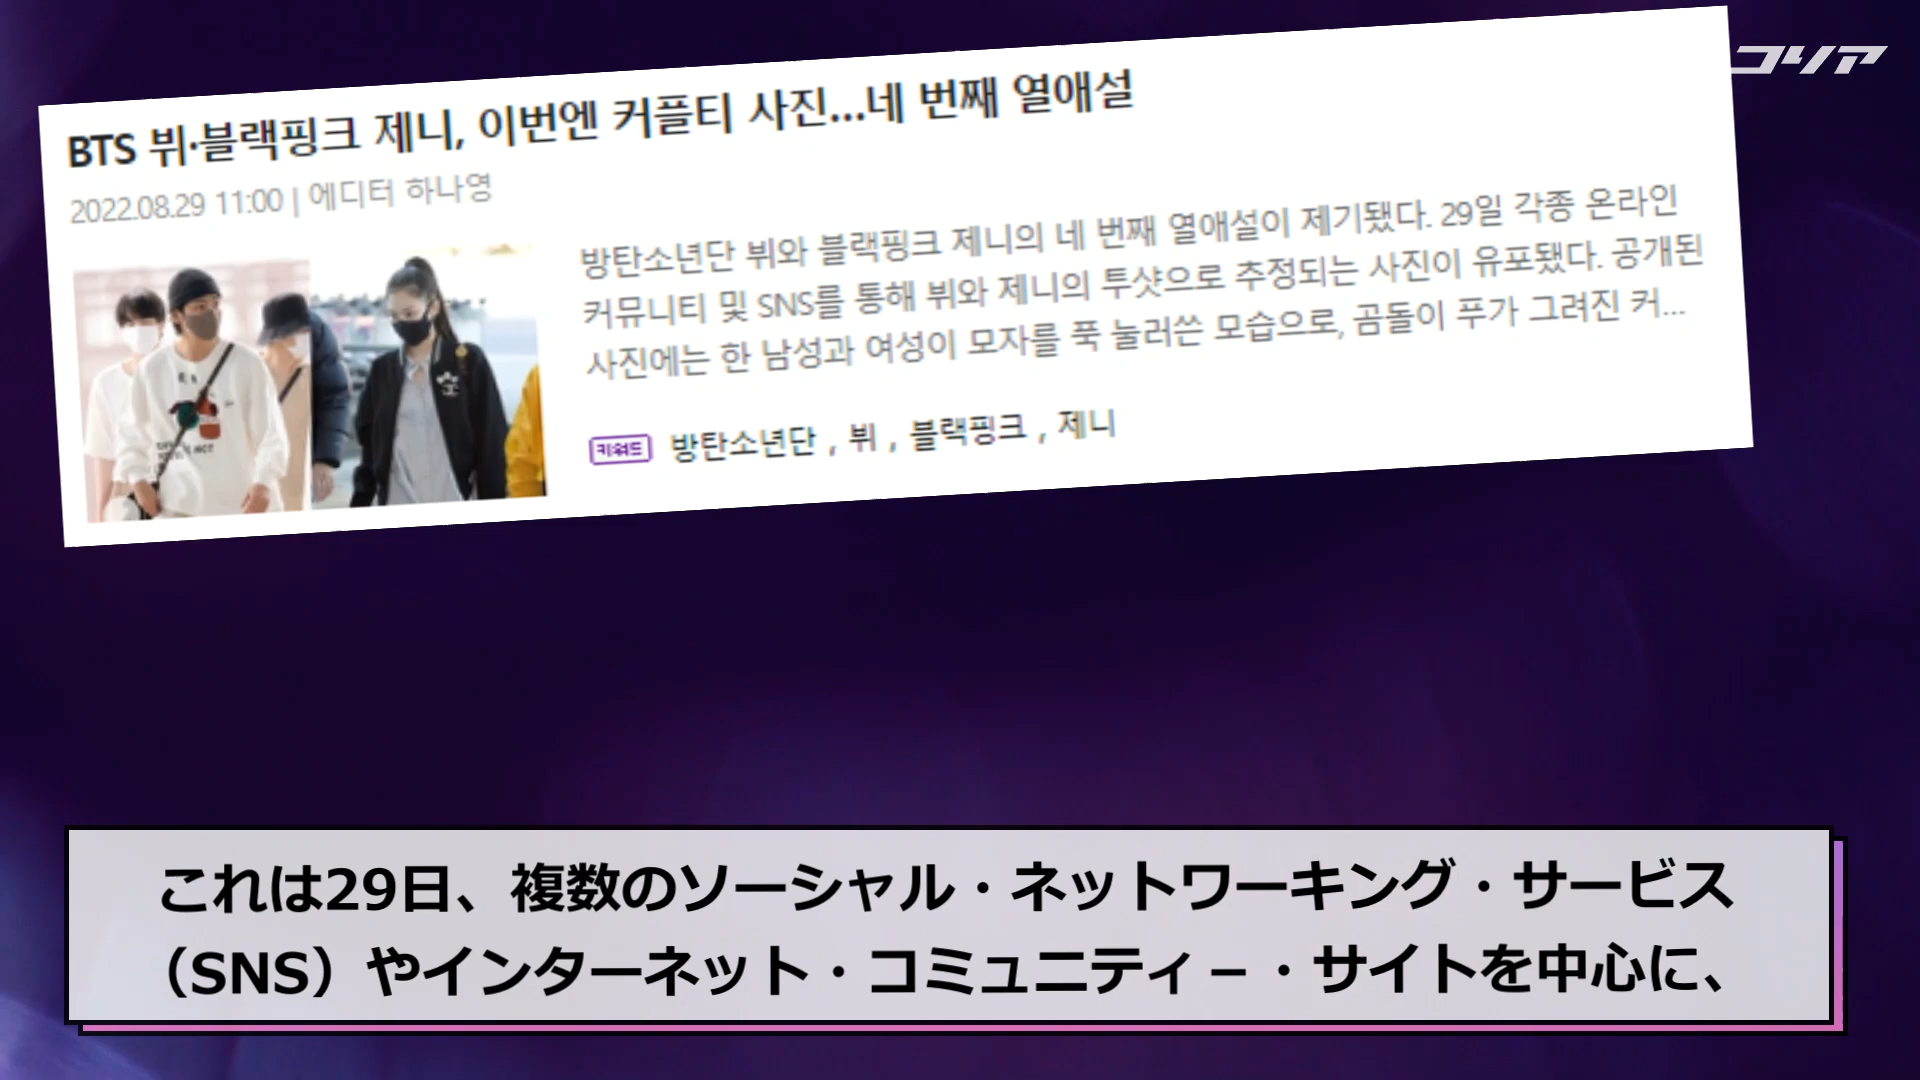 コリア
BTS 뷔·블랙핑크 제니, 이번엔 커플티 사진...네 번째 열애설
2022.08.29 11:00 | 에디터 하나영
방탄소년단 뷔와 블랙핑크 제니의 네 번째 열애설이 제기됐다. 29일 각종 온라인
커뮤니티 및 SNS를 통해 뷔와 제니의 투샷으로 추정되는 사진이 유포됐다. 공개된
사진에는 한 남성과 여성이 모자를 푹 눌러쓴 모습으로, 곰돌이 푸가 그려진 커...
키워드 방탄소년단 , 뷔 , 블랙핑크 , 제니
これは29日、複数のソーシャル・ネットワーキング・サービス
（SNS）やインターネット・コミュニティ－・サイトを中心に、